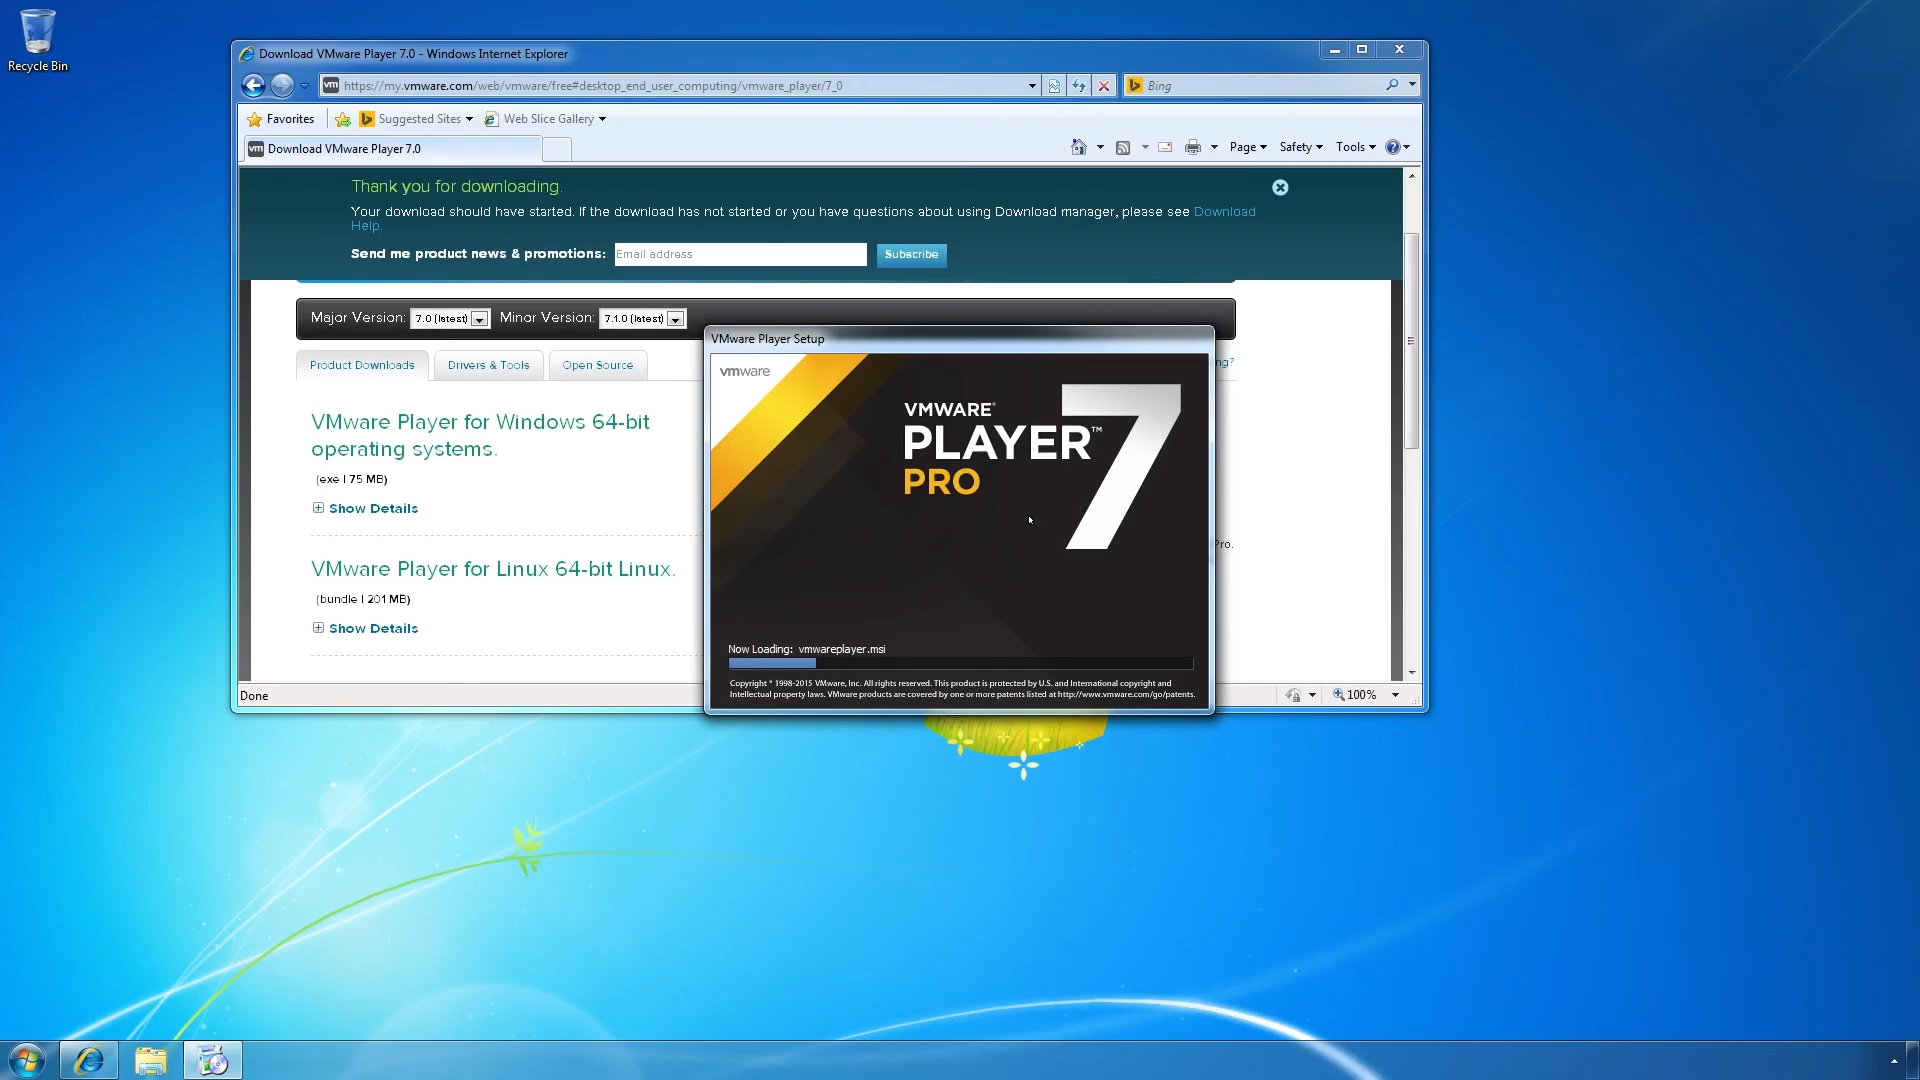 Recycle Bin
Download VMware Player 7.0 - Windows Internet Explorer
https://my.vmware.com/web/vmware/free#desktop_end_user_computing/vmware_player/7_0
Bing
Favorites
Suggested Sites
Web Slice Gallery
Download VMware Player 7.0
Page
Safety
Tools
Thank you for downloading.
Your download should have started. If the download has not started or you have questions about using Download manager, please see Download
Help.
Send me product news & promotions:
Email address
Subscribe
Major Version: 7.0 (latest) Minor Version: 7.1.0 (latest)
Product Downloads
Drivers & Tools
Open Source
ng?
VMware Player for Windows 64-bit
operating systems.
(exe | 75 MB)
Show Details
VMware Player for Linux 64-bit Linux.
(bundle | 201 MB)
Show Details
Pro.
VMware Player Setup
vmware
VMWARE®
PLAYER™ 7
PRO
Now Loading: vmwareplayer.msi
Copyright © 1998-2015 VMware, Inc. All rights reserved. This product is protected by U.S. and International copyright and
Intellectual property laws. VMware products are covered by one or more patents listed at http://www.vmware.com/go/patents.
Done
100%